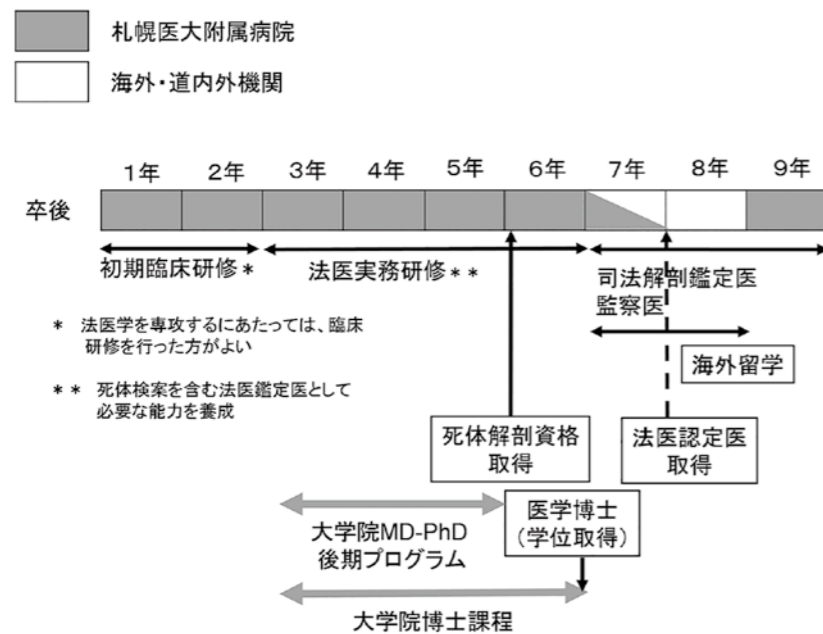 札幌医大附属病院
海外・道内外機関
1年 2年 3年 4年 5年 6年 7年 8年 9年
卒後
初期臨床研修*
法医実務研修**
司法解剖鑑定医
監察医
* 法医学を専攻するにあたっては、臨床
研修を行った方がよい
海外留学
** 死体検案を含む法医鑑定医として
必要な能力を養成
死体解剖資格
取得
法医認定医
取得
大学院MD-PhD
後期プログラム
医学博士
(学位取得)
大学院博士課程